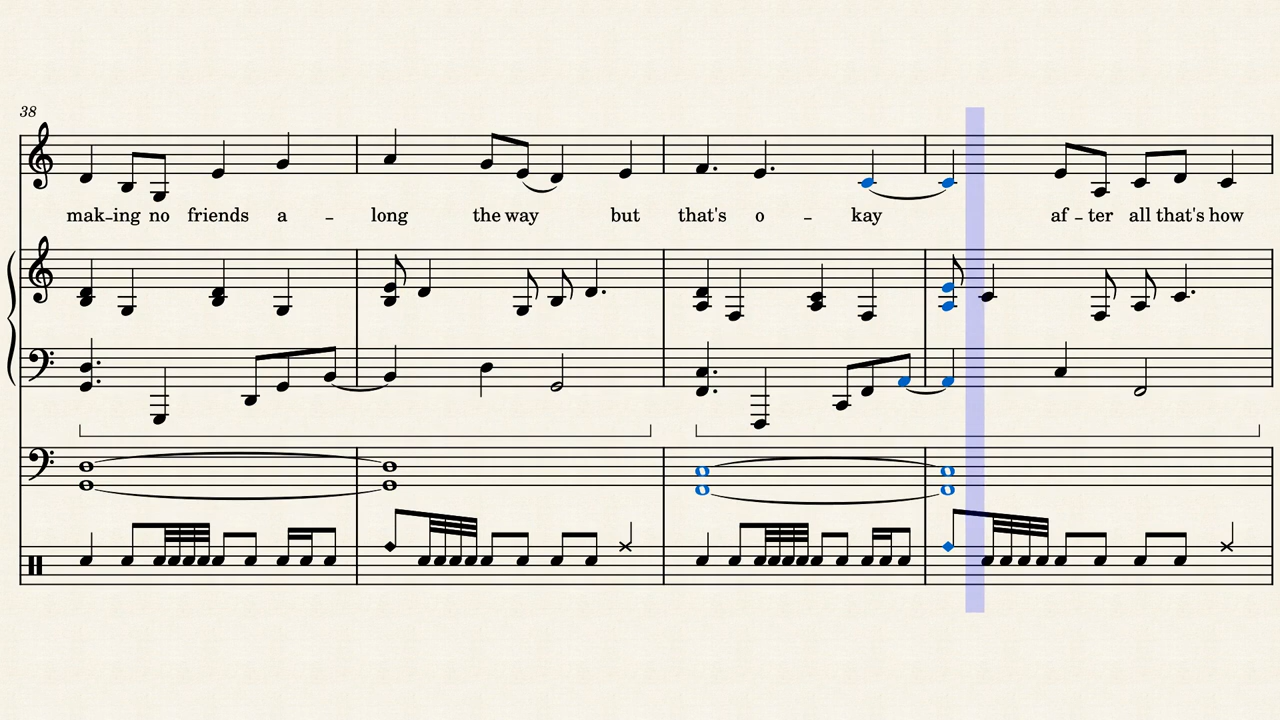 38
mak-ing no friends a - long the way but that's o - kay af - ter all that's how